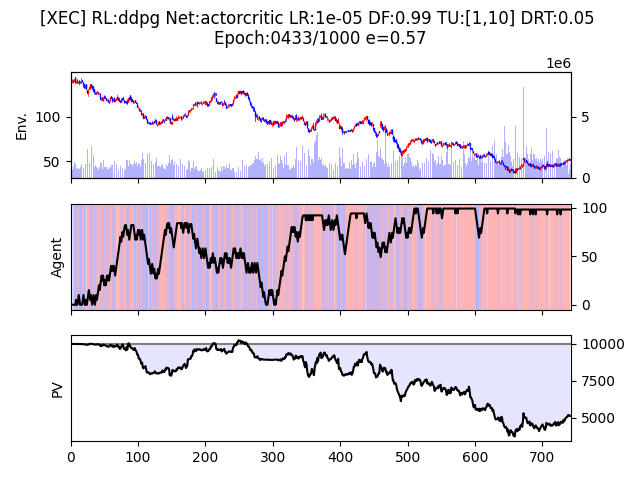 [XEC] RL:ddpg Net:actorcritic LR:1e-05 DF:0.99 TU:[1,10] DRT:0.05
Epoch:0433/1000 e=0.57
1e6
Env.
100
50
5
0
Agent
100
50
0
PV
10000
7500
5000
0 100 200 300 400 500 600 700